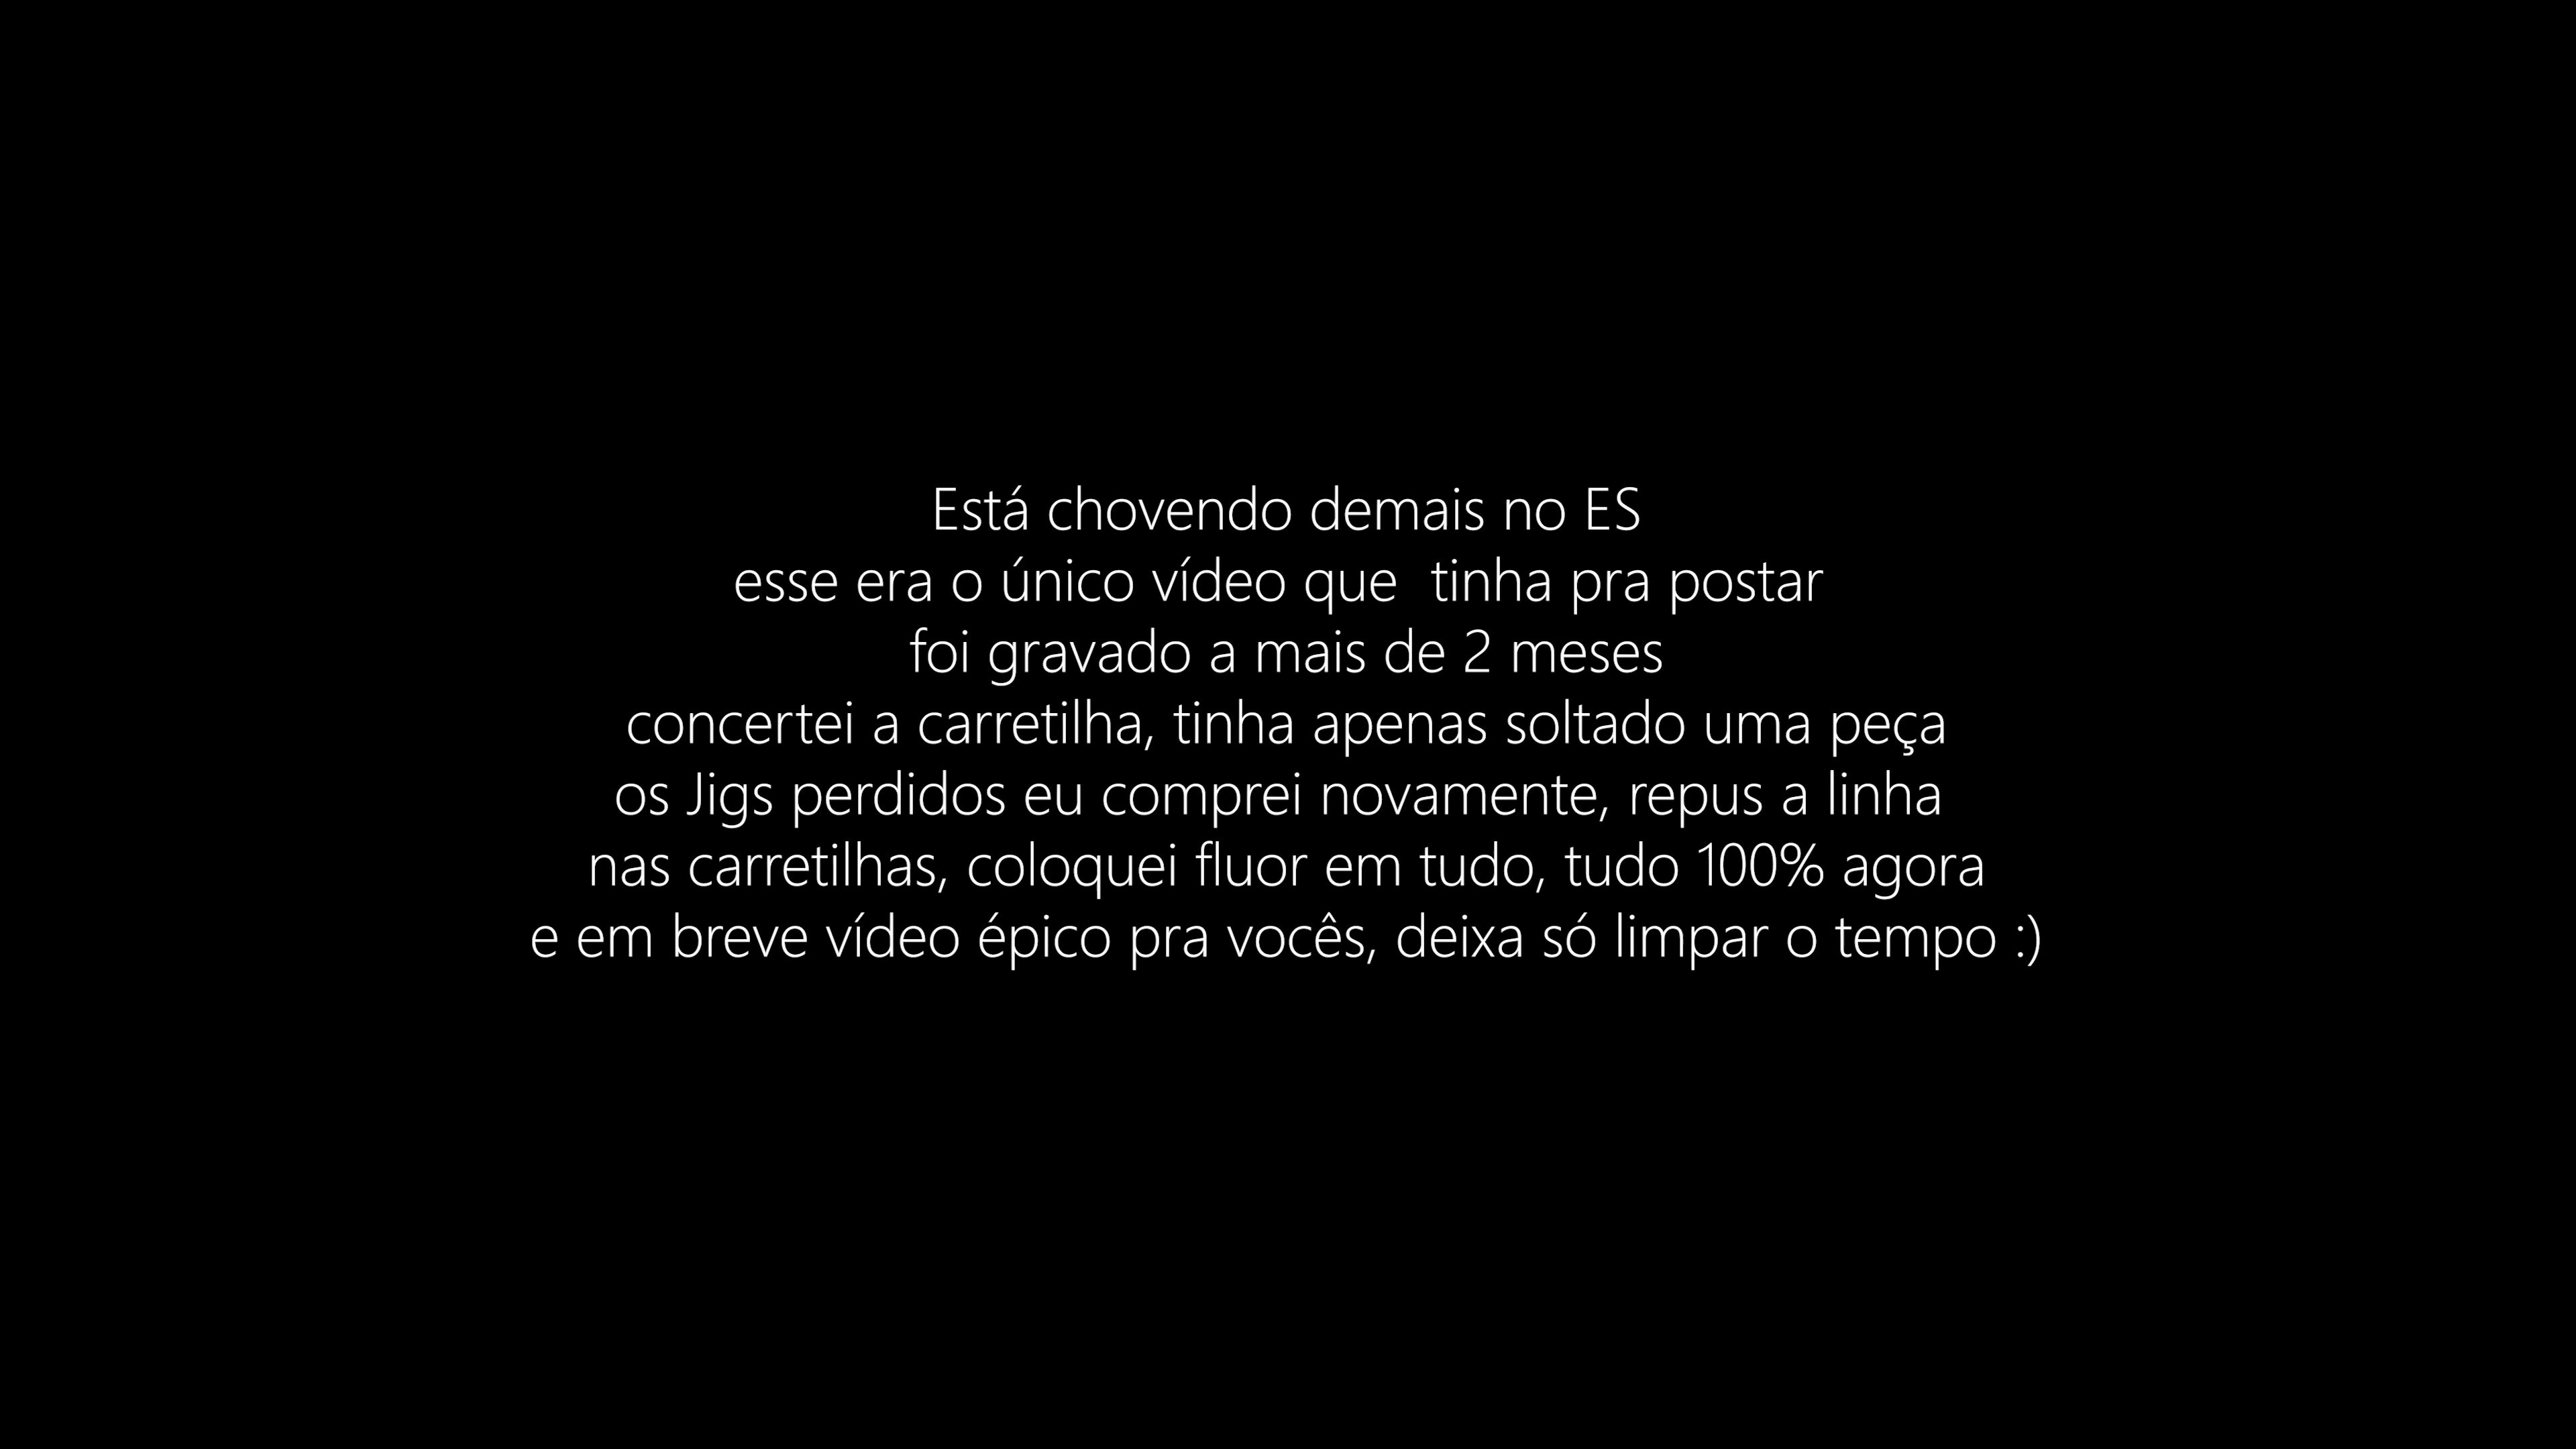 Está chovendo demais no ES
esse era o único vídeo que  tinha pra postar
foi gravado a mais de 2 meses
concertei a carretilha, tinha apenas soltado uma peça
os Jigs perdidos eu comprei novamente, repus a linha
nas carretilhas, coloquei fluor em tudo, tudo 100% agora
e em breve vídeo épico pra vocês, deixa só limpar o tempo :)